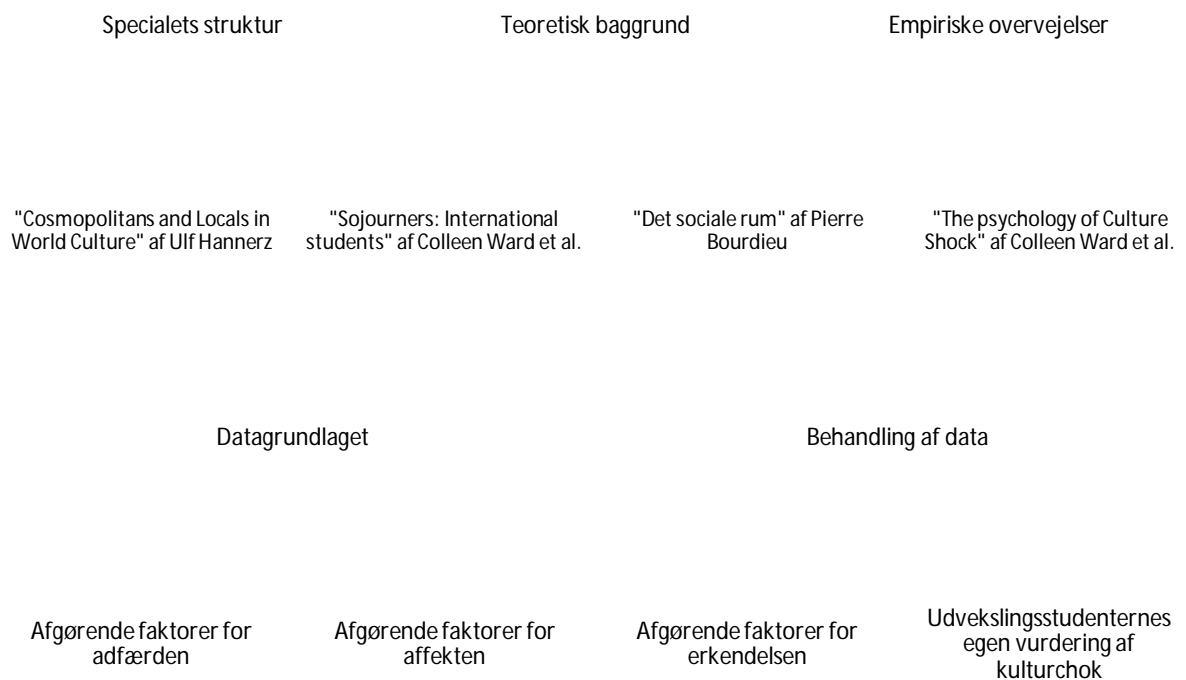 Specialets struktur
Teoretisk baggrund
Empiriske overvejelser
"Cosmopolitans and Locals in
World Culture" af Ulf Hannerz
"Sojourners: International
students" af Colleen Ward et al.
"Det sociale rum" af Pierre
Bourdieu
"The psychology of Culture
Shock" af Colleen Ward et al.
Datagrundlaget
Behandling af data
Afgørende faktorer for
adfærden
Afgørende faktorer for
affekten
Afgørende faktorer for
erkendelsen
Udvekslingsstudenternes
egen vurdering af
kulturchok